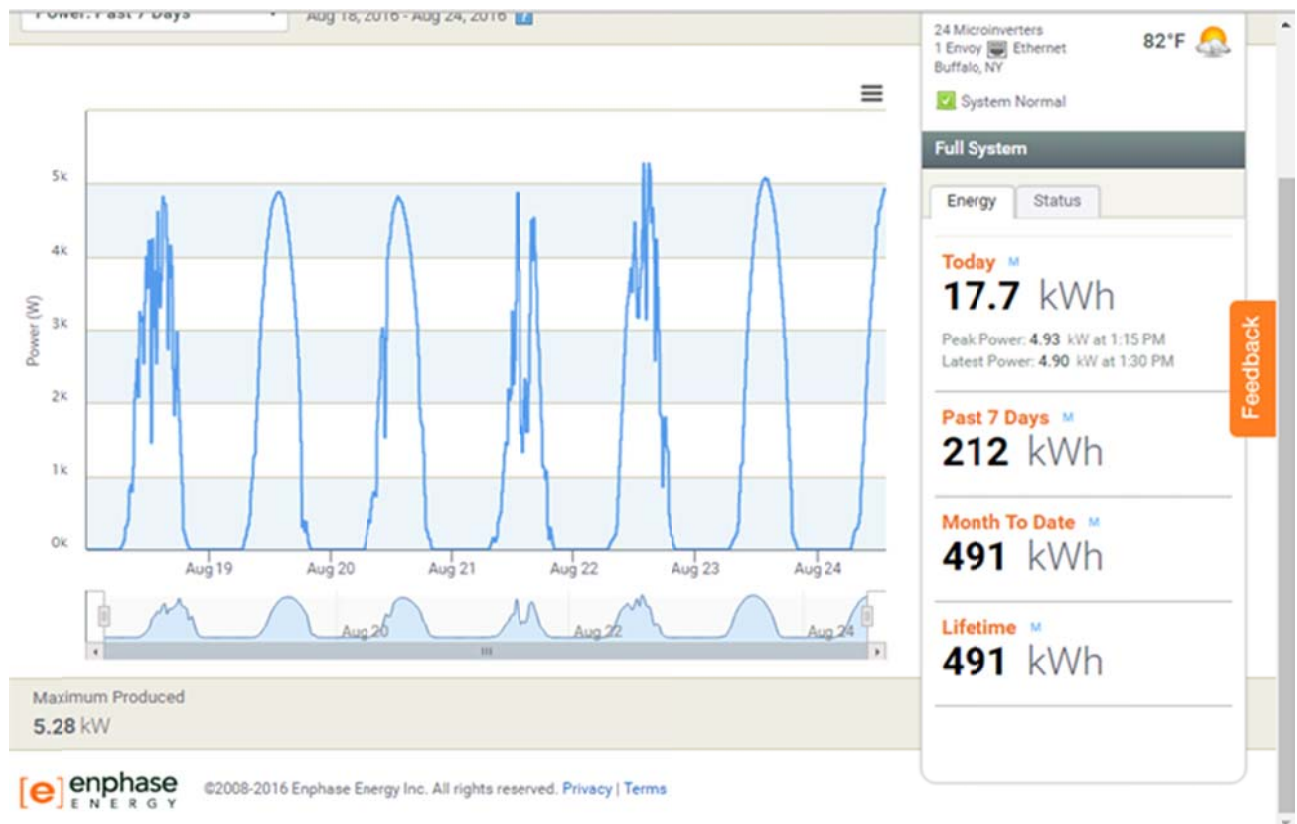 Power: Past 7 Days
Aug 18, 2016 - Aug 24, 2016 ?
24 Microinverters
1 Envoy Ethernet
Buffalo, NY
82°F
System Normal
Full System
Energy
Status
Today M
17.7 kWh
Peak Power: 4.93 kW at 1:15 PM
Latest Power: 4.90 kW at 1:30 PM
Past 7 Days M
212 kWh
Month To Date M
491 kWh
Lifetime M
491 kWh
Feedback
Power (W)
5k
4k
3k
2k
1k
0k
Aug 19
Aug 20
Aug 21
Aug 22
Aug 23
Aug 24
Aug 20
Aug 22
Aug 24
Maximum Produced
5.28 kW
[e] enphase
ENERGY
©2008-2016 Enphase Energy Inc. All rights reserved. Privacy | Terms